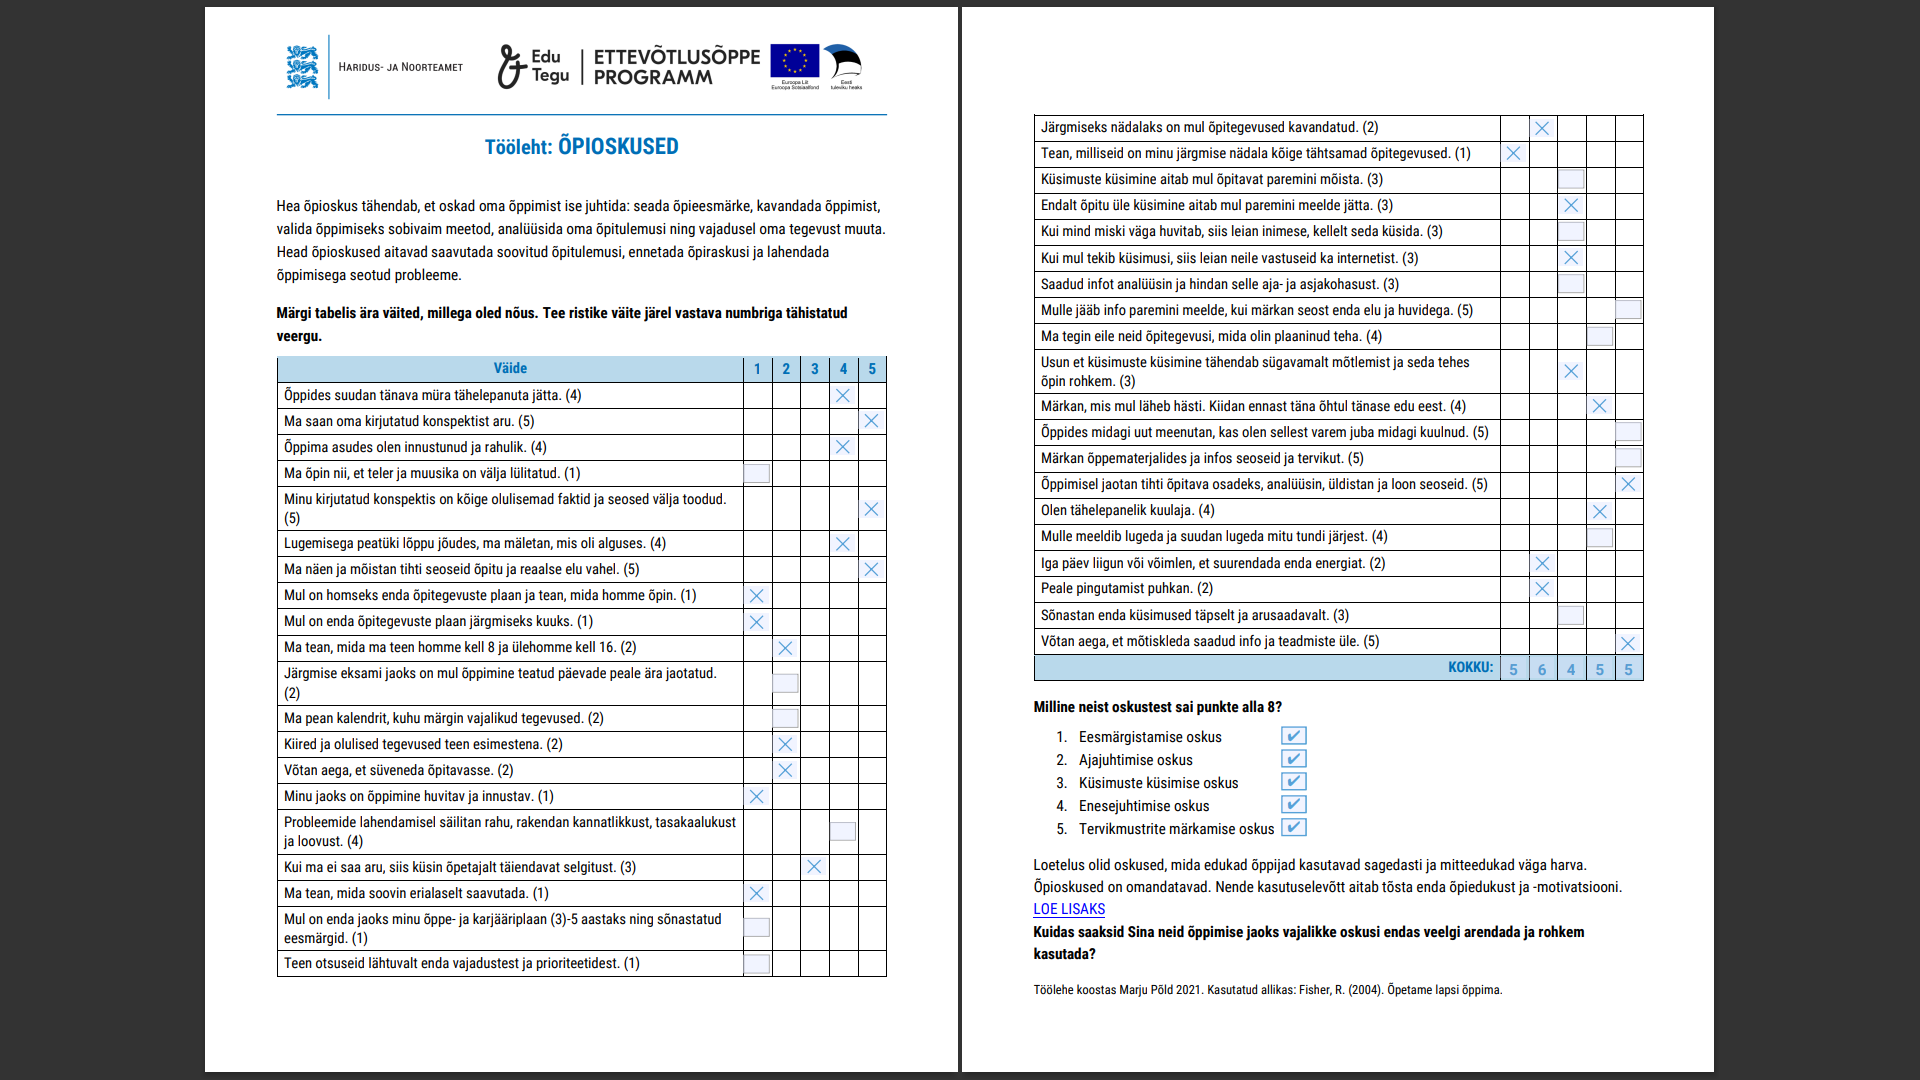 HARIDUS- JA NOORTEAMET
Edu
Tegu
ETTEVÕTLUSÕPPE
PROGRAMM
Euroopa Liit
Euroopa Sotsiaalfond
Eesti
tuleviku heaks
Tööleht: ÕPIOSKUSED
Hea õpioskus tähendab, et oskad oma õppimist ise juhtida: seada õpieesmärke, kavandada õppimist,
valida õppimiseks sobivaim meetod, analüüsida oma õpitulemusi ning vajadusel oma tegevust muuta.
Head õpioskused aitavad saavutada soovitud õpitulemusi, ennetada õpiraskusi ja lahendada
õppimisega seotud probleeme.
Märgi tabelis ära väited, millega oled nõus. Tee ristike väite järel vastava numbriga tähistatud
veergu.
Väide 1 2 3 4 5
Õppides suudan tänava müra tähelepanuta jätta. (4)
Ma saan oma kirjutatud konspektist aru. (5)
Õppima asudes olen innustunud ja rahulik. (4)
Ma õpin nii, et teler ja muusika on välja lülitatud. (1)
Minu kirjutatud konspektis on kõige olulisemad faktid ja seosed välja toodud.
(5)
Lugemisega peatüki lõppu jõudes, ma mäletan, mis oli alguses. (4)
Ma näen ja mõistan tihti seoseid õpitu ja reaalse elu vahel. (5)
Mul on homseks enda õpitegevuste plaan ja tean, mida homme õpin. (1)
Mul on enda õpitegevuste plaan järgmiseks kuuks. (1)
Ma tean, mida ma teen homme kell 8 ja ülehomme kell 16. (2)
Järgmise eksami jaoks on mul õppimine teatud päevade peale ära jaotatud.
(2)
Ma pean kalendrit, kuhu märgin vajalikud tegevused. (2)
Kiired ja olulised tegevused teen esimestena. (2)
Võtan aega, et süveneda õpitavasse. (2)
Minu jaoks on õppimine huvitav ja innustav. (1)
Probleemide lahendamisel säilitan rahu, rakendan kannatlikkust, tasakaalukust
ja loovust. (4)
Kui ma ei saa aru, siis küsin õpetajalt täiendavat selgitust. (3)
Ma tean, mida soovin erialaselt saavutada. (1)
Mul on enda jaoks minu õppe- ja karjääriplaan (3)-5 aastaks ning sõnastatud
eesmärgid. (1)
Teen otsuseid lähtuvalt enda vajadustest ja prioriteetidest. (1)
Järgmiseks nädalaks on mul õpitegevused kavandatud. (2)
Tean, milliseid on minu järgmise nädala kõige tähtsamad õpitegevused. (1)
Küsimuste küsimine aitab mul õpitavat paremini mõista. (3)
Endalt õpitu üle küsimine aitab mul paremini meelde jätta. (3)
Kui mind miski väga huvitab, siis leian inimese, kellelt seda küsida. (3)
Kui mul tekib küsimusi, siis leian neile vastuseid ka internetist. (3)
Saadud infot analüüsin ja hindan selle aja- ja asjakohasust. (3)
Mulle jääb info paremini meelde, kui märkan seost enda elu ja huvidega. (5)
Ma tegin eile neid õpitegevusi, mida olin plaaninud teha. (4)
Usun et küsimuste küsimine tähendab sügavamalt mõtlemist ja seda tehes
õpin rohkem. (3)
Märkan, mis mul läheb hästi. Kiidan ennast täna õhtul tänase edu eest. (4)
Õppides midagi uut meenutan, kas olen sellest varem juba midagi kuulnud. (5)
Märkan õppematerjalides ja infos seoseid ja tervikut. (5)
Õppimisel jaotan tihti õpitava osadeks, analüüsin, üldistan ja loon seoseid. (5)
Olen tähelepanelik kuulaja. (4)
Mulle meeldib lugeda ja suudan lugeda mitu tundi järjest. (4)
Iga päev liigun või võimlen, et suurendada enda energiat. (2)
Peale pingutamist puhkan. (2)
Sõnastan enda küsimused täpselt ja arusaadavalt. (3)
Võtan aega, et mõtiskleda saadud info ja teadmiste üle. (5)
KOKKU: 5 6 4 5 5
Milline neist oskustest sai punkte alla 8?
1. Eesmärgistamise oskus
2. Ajajuhtimise oskus
3. Küsimuste küsimise oskus
4. Enesejuhtimise oskus
5. Tervikmustrite märkamise oskus
Loetelus olid oskused, mida edukad õppijad kasutavad sagedasti ja mitteedukad väga harva.
Õpioskused on omandatavad. Nende kasutuselevõtt aitab tõsta enda õpiedukust ja -motivatsiooni.
LOE LISAKS
Kuidas saaksid Sina neid õppimise jaoks vajalikke oskusi endas veelgi arendada ja rohkem
kasutada?
Töölehe koostas Marju Põld 2021. Kasutatud allikas: Fisher, R. (2004). Õpetame lapsi õppima.